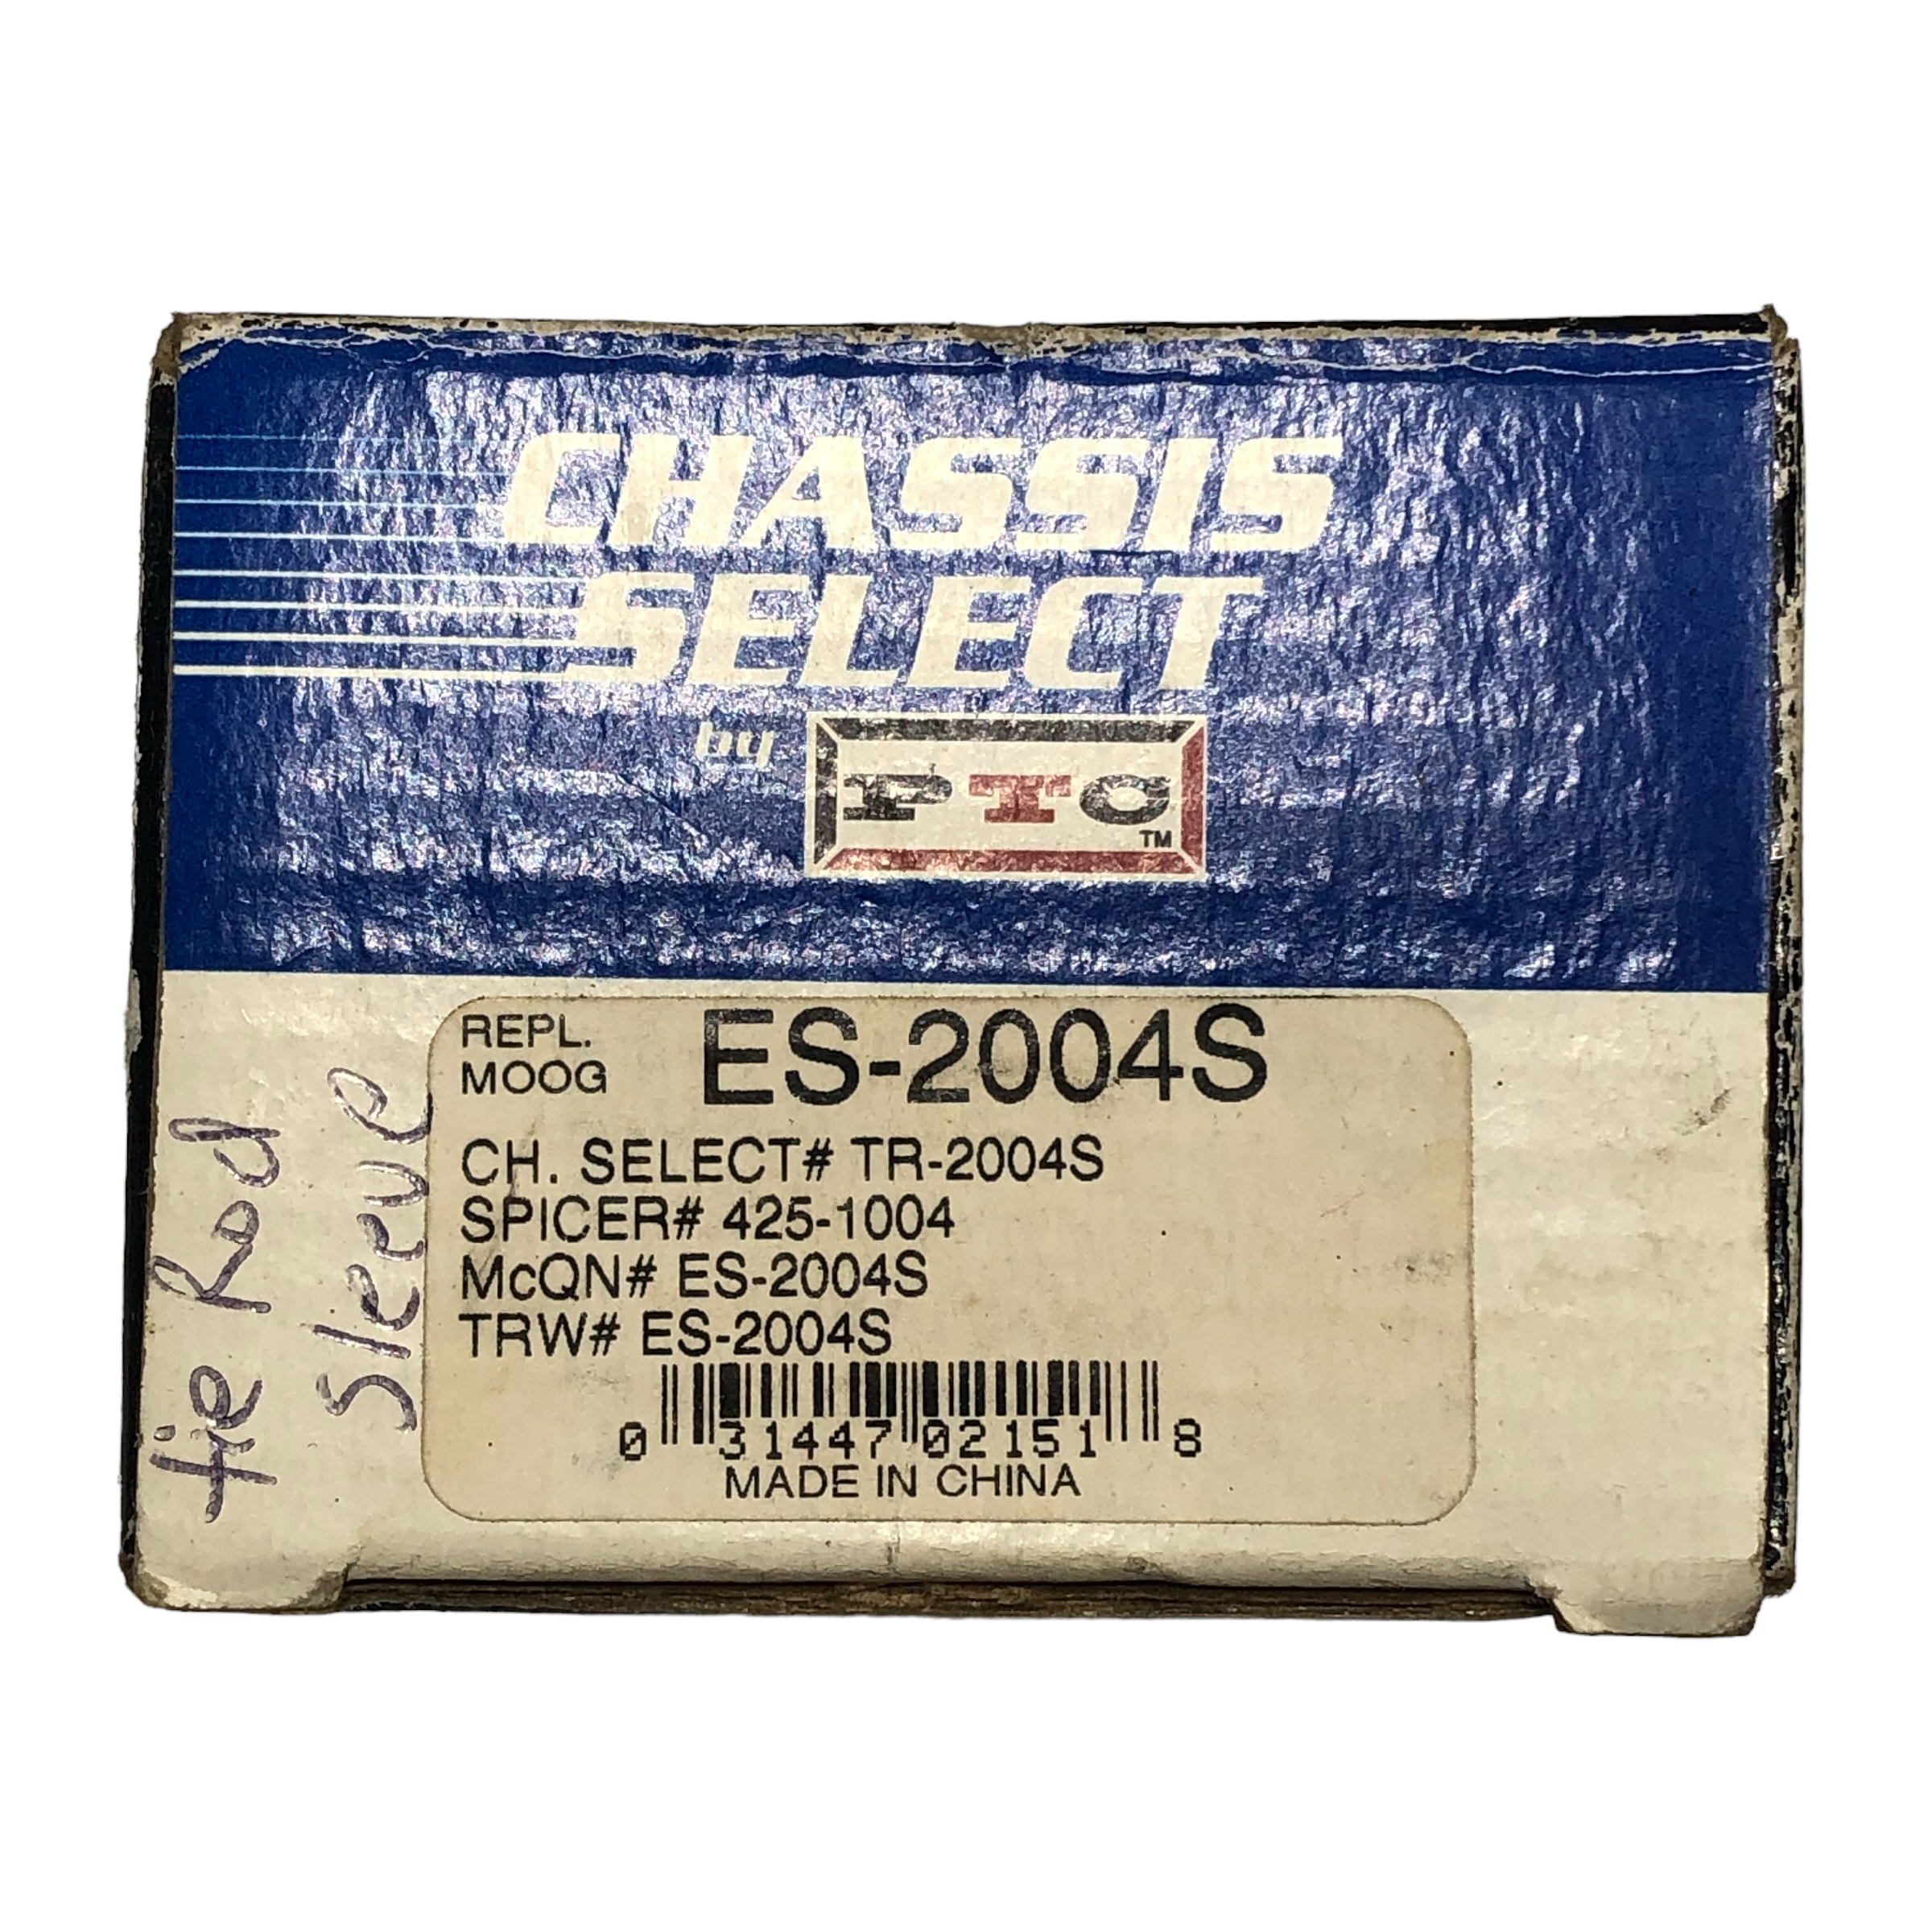 CHASSIS
SELECT
by PTC TM
REPL.
MOOG
ES-2004S
CH. SELECT# TR-2004S
SPICER# 425-1004
McQN# ES-2004S
TRW# ES-2004S
0 31447 02151 8
MADE IN CHINA
tie Rod
Sleeve